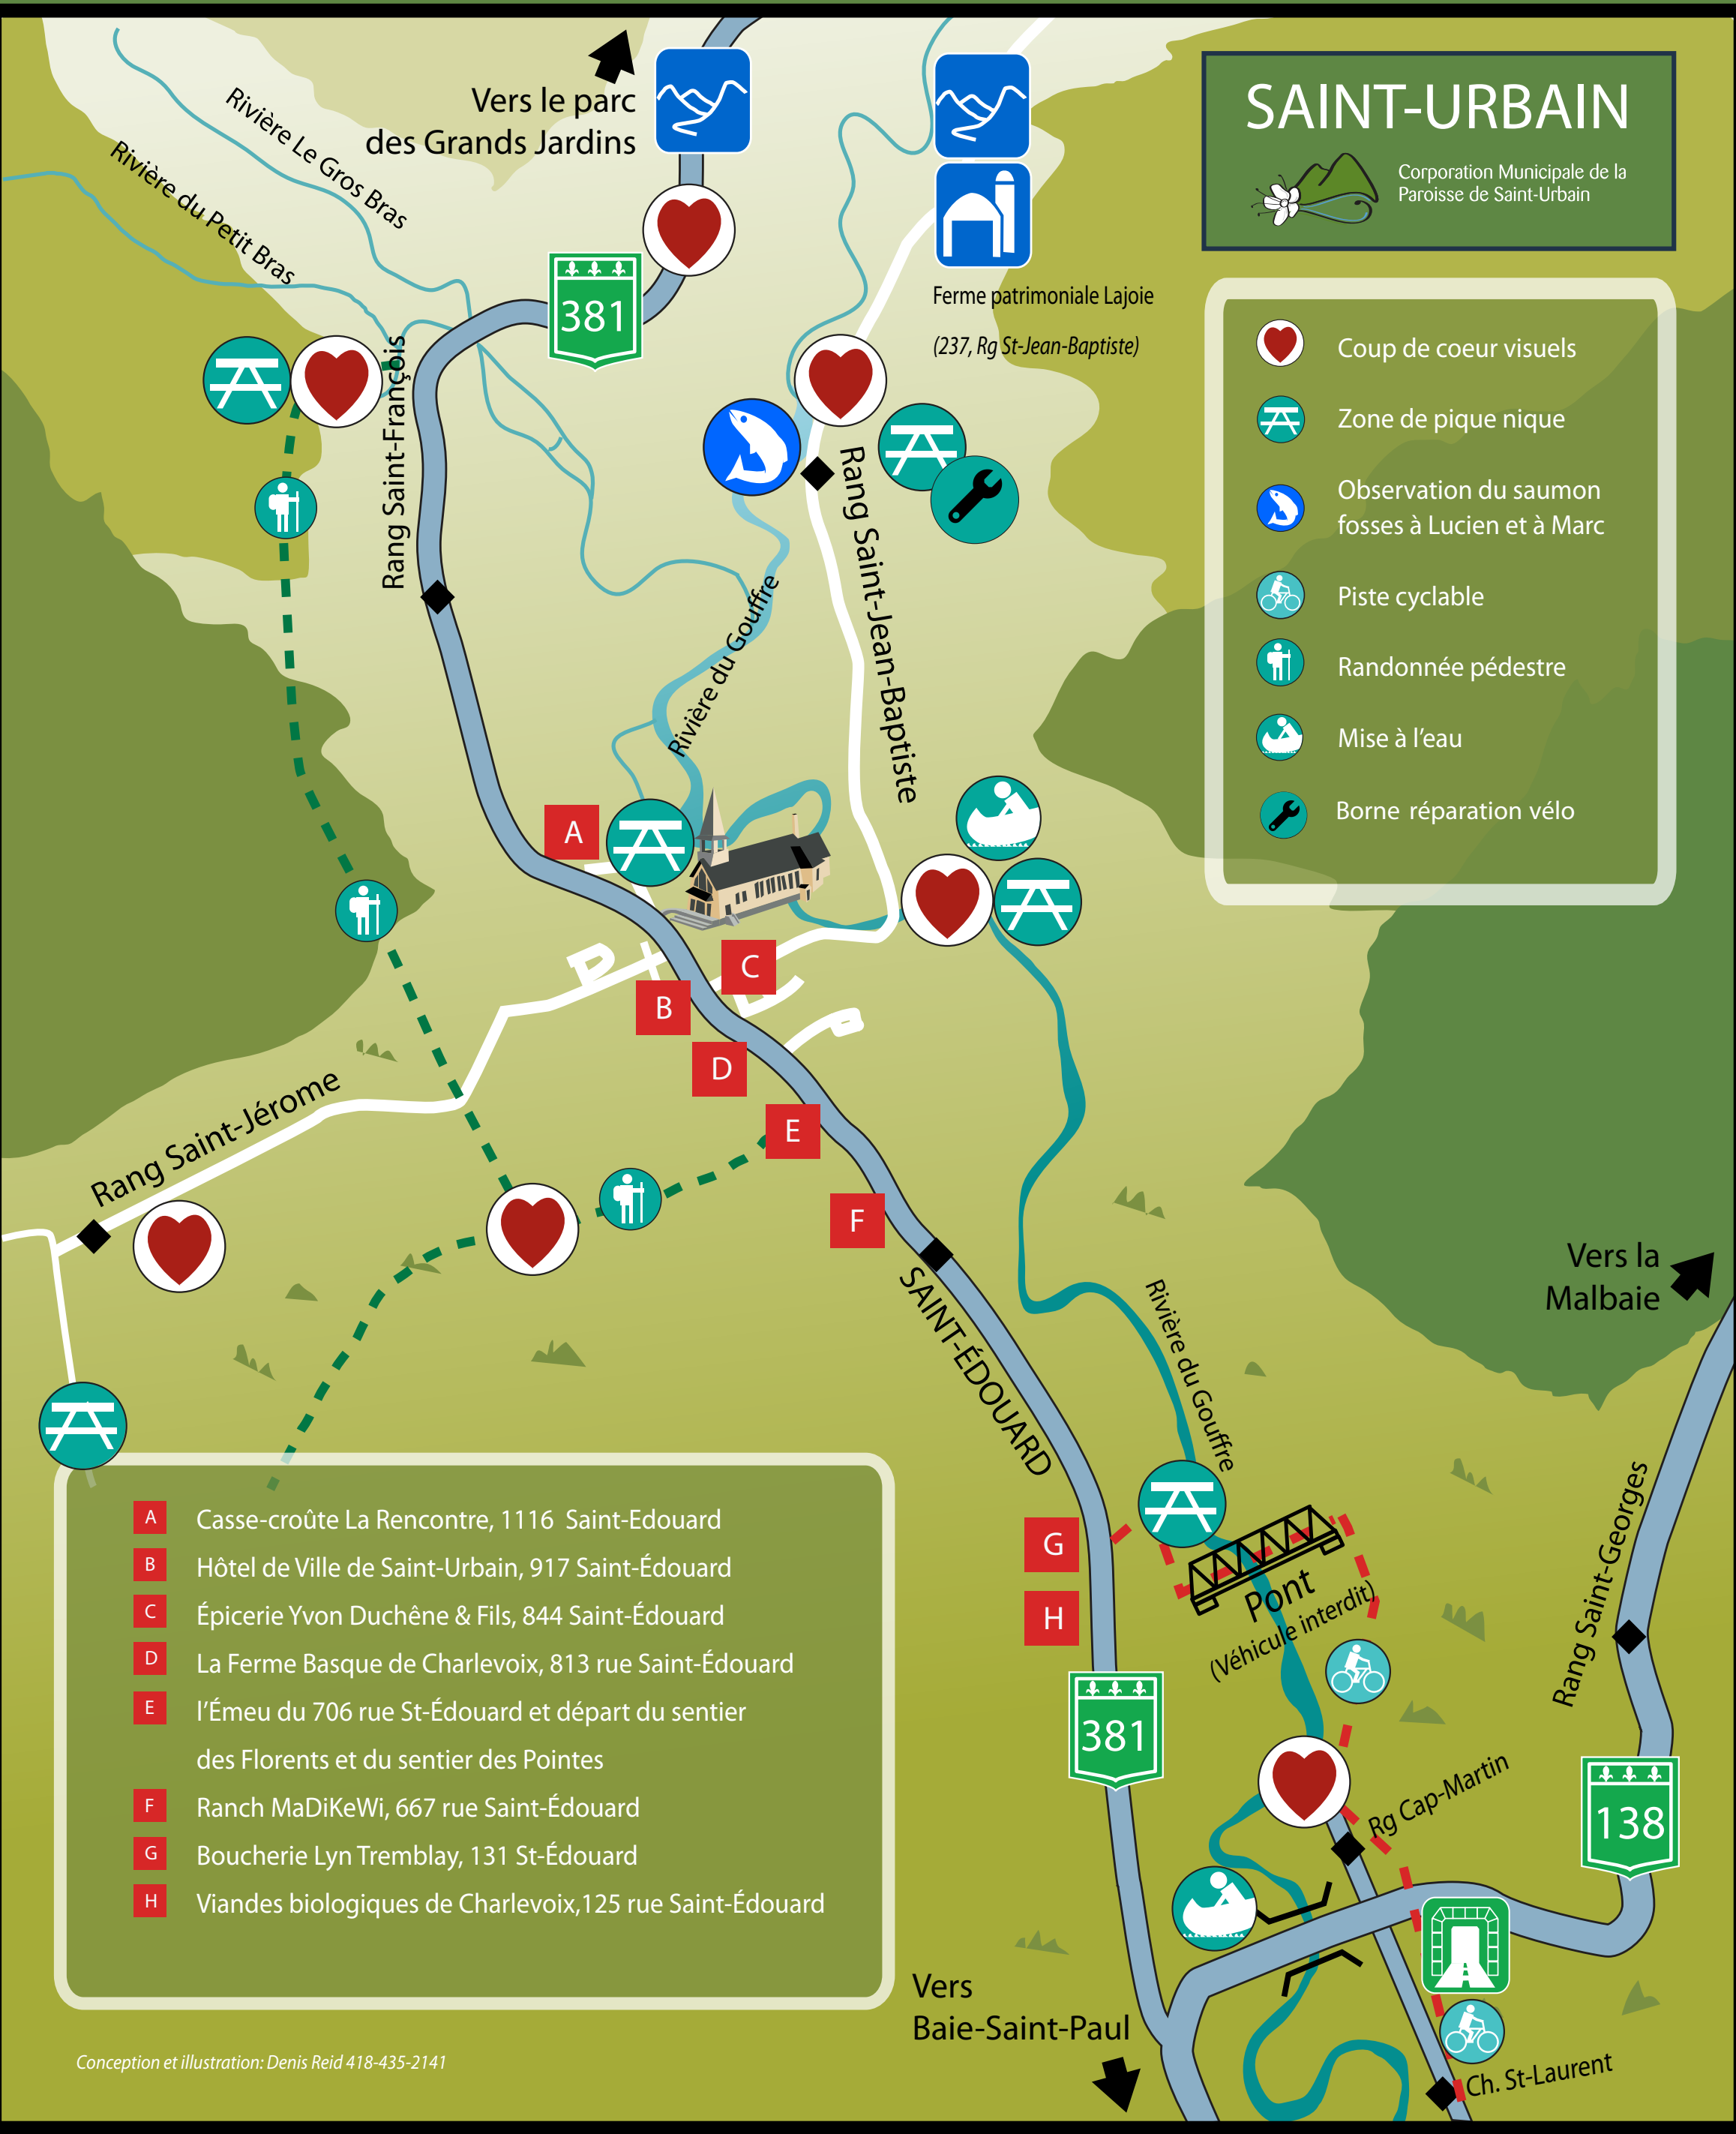 Vers le parc
des Grands Jardins
SAINT-URBAIN
Corporation Municipale de la
Paroisse de Saint-Urbain
Rivière Le Gros Bras
Rivière du Petit Bras
381
Ferme patrimoniale Lajoie
(237, Rg St-Jean-Baptiste)
Rang Saint-François
Rang Saint-Jean-Baptiste
Rivière du Gouffre
Coup de coeur visuels
Zone de pique nique
Observation du saumon
fosses à Lucien et à Marc
Piste cyclable
Randonnée pédestre
Mise à l'eau
Borne réparation vélo
A
C
B
D
E
F
Rang Saint-Jérome
SAINT-ÉDOUARD
Rivière du Gouffre
Vers la
Malbaie
G
H
Pont
(Véhicule interdit)
Rang Saint-Georges
381
138
Rg Cap-Martin
Ch. St-Laurent
Vers
Baie-Saint-Paul
A Casse-croûte La Rencontre, 1116 Saint-Edouard
B Hôtel de Ville de Saint-Urbain, 917 Saint-Édouard
C Épicerie Yvon Duchêne & Fils, 844 Saint-Édouard
D La Ferme Basque de Charlevoix, 813 rue Saint-Édouard
E l'Émeu du 706 rue St-Édouard et départ du sentier
des Florents et du sentier des Pointes
F Ranch MaDiKeWi, 667 rue Saint-Édouard
G Boucherie Lyn Tremblay, 131 St-Édouard
H Viandes biologiques de Charlevoix,125 rue Saint-Édouard
Conception et illustration: Denis Reid 418-435-2141